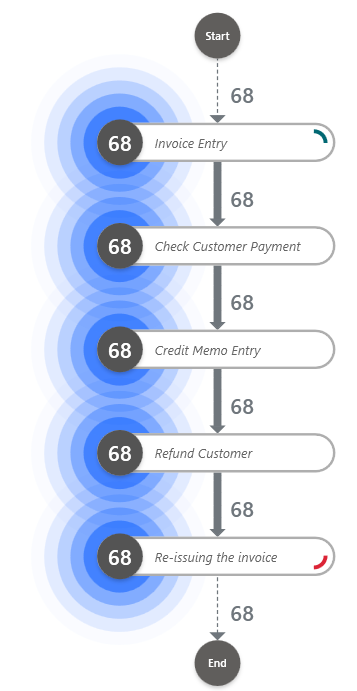 Start
68
68 Invoice Entry
68
68 Check Customer Payment
68
68 Credit Memo Entry
68
68 Refund Customer
68
68 Re-issuing the invoice
68
End